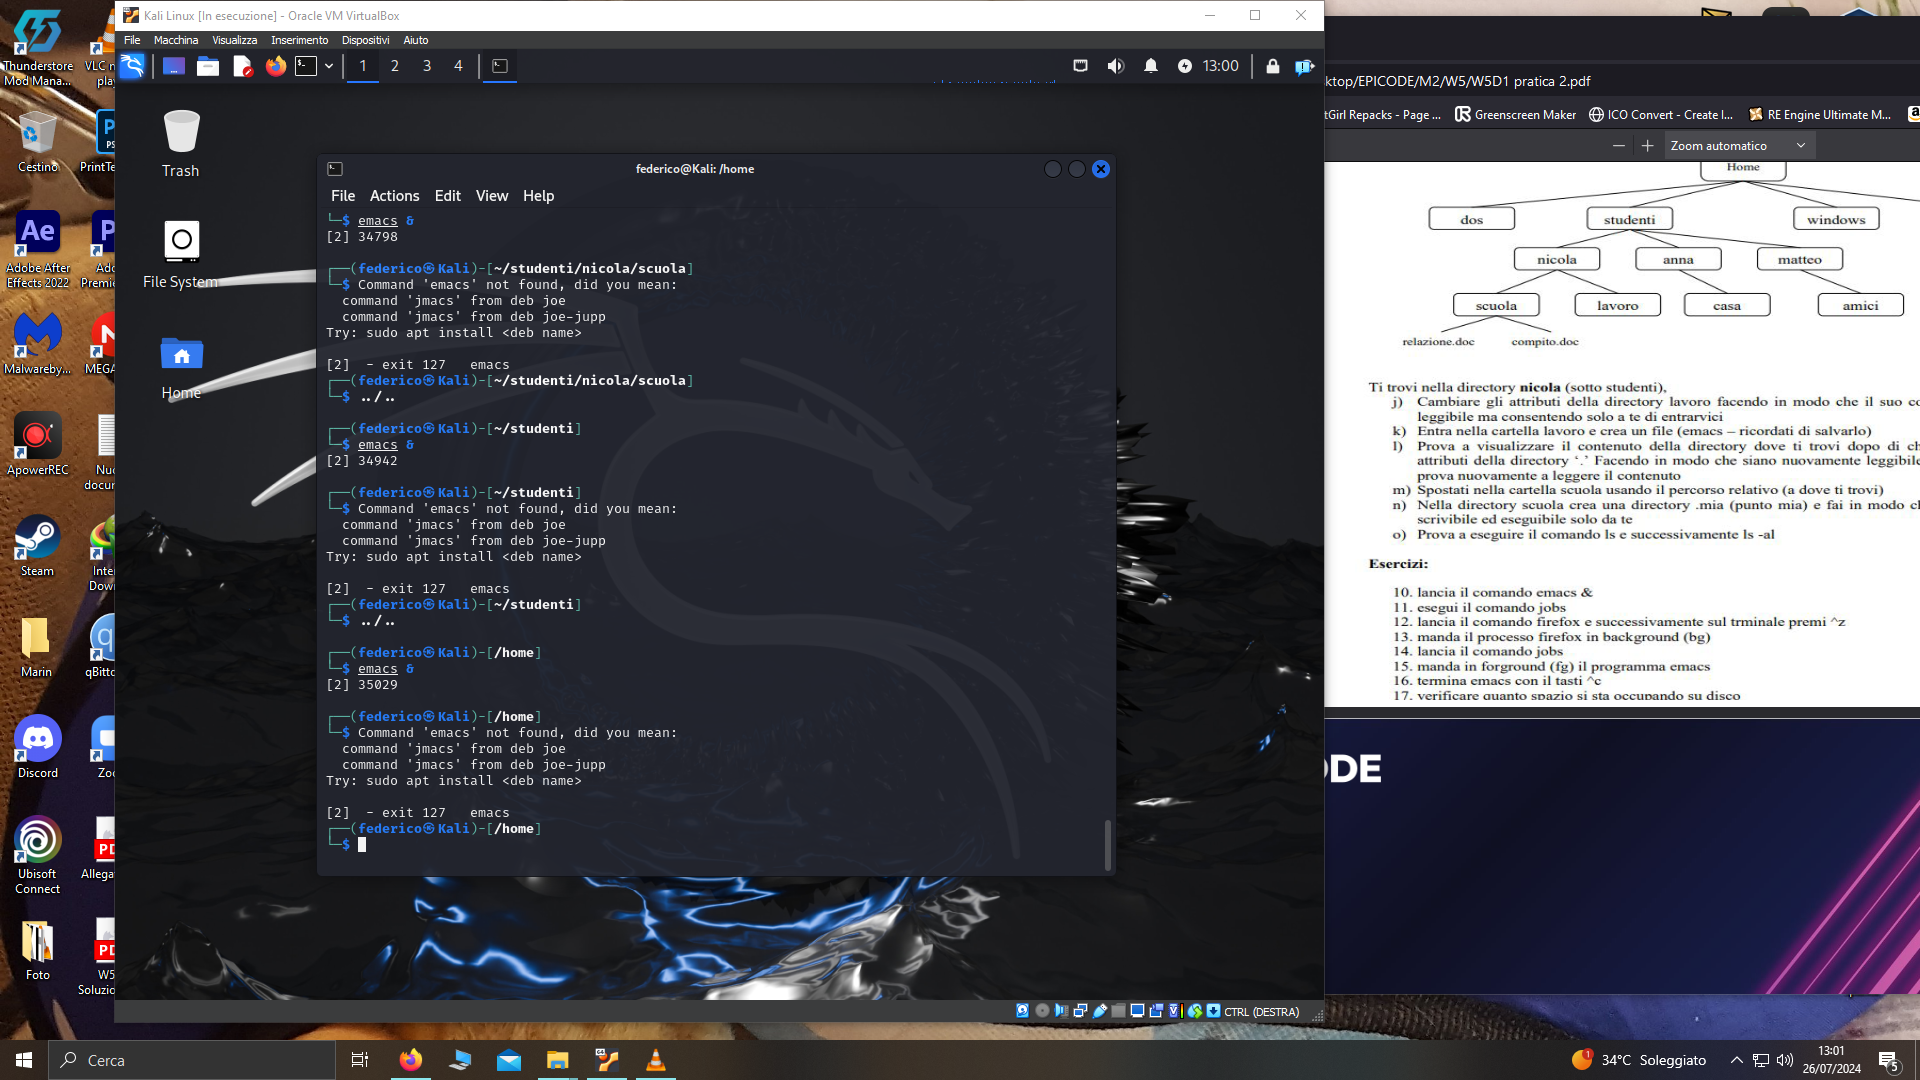 Kali Linux [In esecuzione] - Oracle VM VirtualBox
File Macchina Visualizza Inserimento Dispositivi Aiuto
1 2 3 4
13:00
Thunderstore
Mod Mana...
VLC
play
Cestino
Adobe After
Effects 2022
Malwareby...
ApowerREC
Steam
Marin
Discord
Ubisoft
Connect
Foto
Trash
File System
Home
federico@Kali: /home
File Actions Edit View Help
└─$ emacs &
[2] 34798
┌──(federico㉿Kali)-[~/studenti/nicola/scuola]
└─$ Command 'emacs' not found, did you mean:
command 'jmacs' from deb joe
command 'jmacs' from deb joe-jupp
Try: sudo apt install <deb name>
[2]  - exit 127   emacs
┌──(federico㉿Kali)-[~/studenti/nicola/scuola]
└─$ ../..
┌──(federico㉿Kali)-[~/studenti]
└─$ emacs &
[2] 34942
┌──(federico㉿Kali)-[~/studenti]
└─$ Command 'emacs' not found, did you mean:
command 'jmacs' from deb joe
command 'jmacs' from deb joe-jupp
Try: sudo apt install <deb name>
[2]  - exit 127   emacs
┌──(federico㉿Kali)-[~/studenti]
└─$ ../..
┌──(federico㉿Kali)-[/home]
└─$ emacs &
[2] 35029
┌──(federico㉿Kali)-[/home]
└─$ Command 'emacs' not found, did you mean:
command 'jmacs' from deb joe
command 'jmacs' from deb joe-jupp
Try: sudo apt install <deb name>
[2]  - exit 127   emacs
┌──(federico㉿Kali)-[/home]
└─$
CTRL (DESTRA)
ktop/EPICODE/M2/W5/W5D1 pratica 2.pdf
tGirl Repacks - Page ... Greenscreen Maker ICO Convert - Create I... RE Engine Ultimate M...
Zoom automatico
Home
dos studenti windows
nicola anna matteo
scuola lavoro casa amici
relazione.doc compito.doc
Ti trovi nella directory nicola (sotto studenti),
j) Cambiare gli attributi della directory lavoro facendo in modo che il suo co
leggibile ma consentendo solo a te di entrarvici
k) Entra nella cartella lavoro e crea un file (emacs – ricordati di salvarlo)
l) Prova a visualizzare il contenuto della directory dove ti trovi dopo di ch
attributi della directory ‘.’ Facendo in modo che siano nuovamente leggibile
prova nuovamente a leggere il contenuto
m) Spostati nella cartella scuola usando il percorso relativo (a dove ti trovi)
n) Nella directory scuola crea una directory .mia (punto mia) e fai in modo ch
scrivibile ed eseguibile solo da te
o) Prova a eseguire il comando ls e successivamente ls -al
Esercizi:
10. lancia il comando emacs &
11. esegui il comando jobs
12. lancia il comando firefox e successivamente sul trminale premi ^z
13. manda il processo firefox in background (bg)
14. lancia il comando jobs
15. manda in forground (fg) il programma emacs
16. termina emacs con il tasti ^c
17. verificare quanto spazio si sta occupando su disco
ODE
Cerca
34°C Soleggiato
13:01
26/07/2024
5